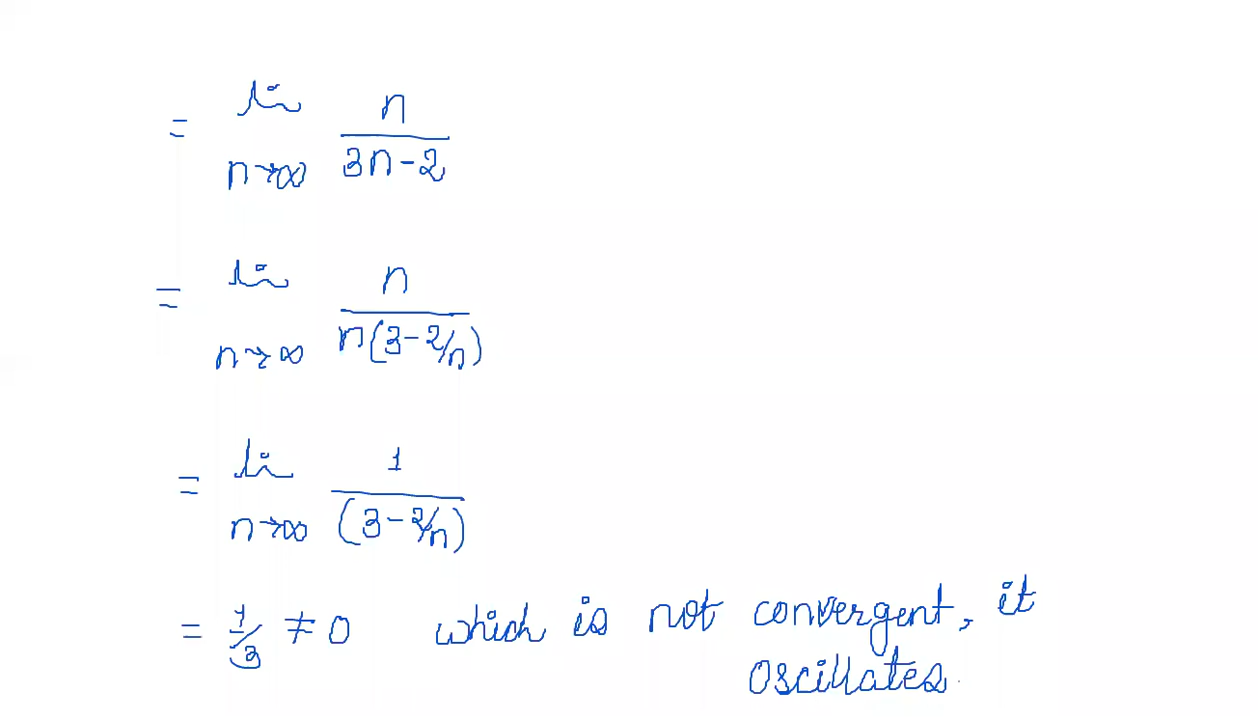 = lim n→∞ n/(3n-2)
= lim n→∞ n/(n(3-2/n))
= lim n→∞ 1/(3-2/n)
= 1/3 ≠ 0 which is not convergent, it
oscillates